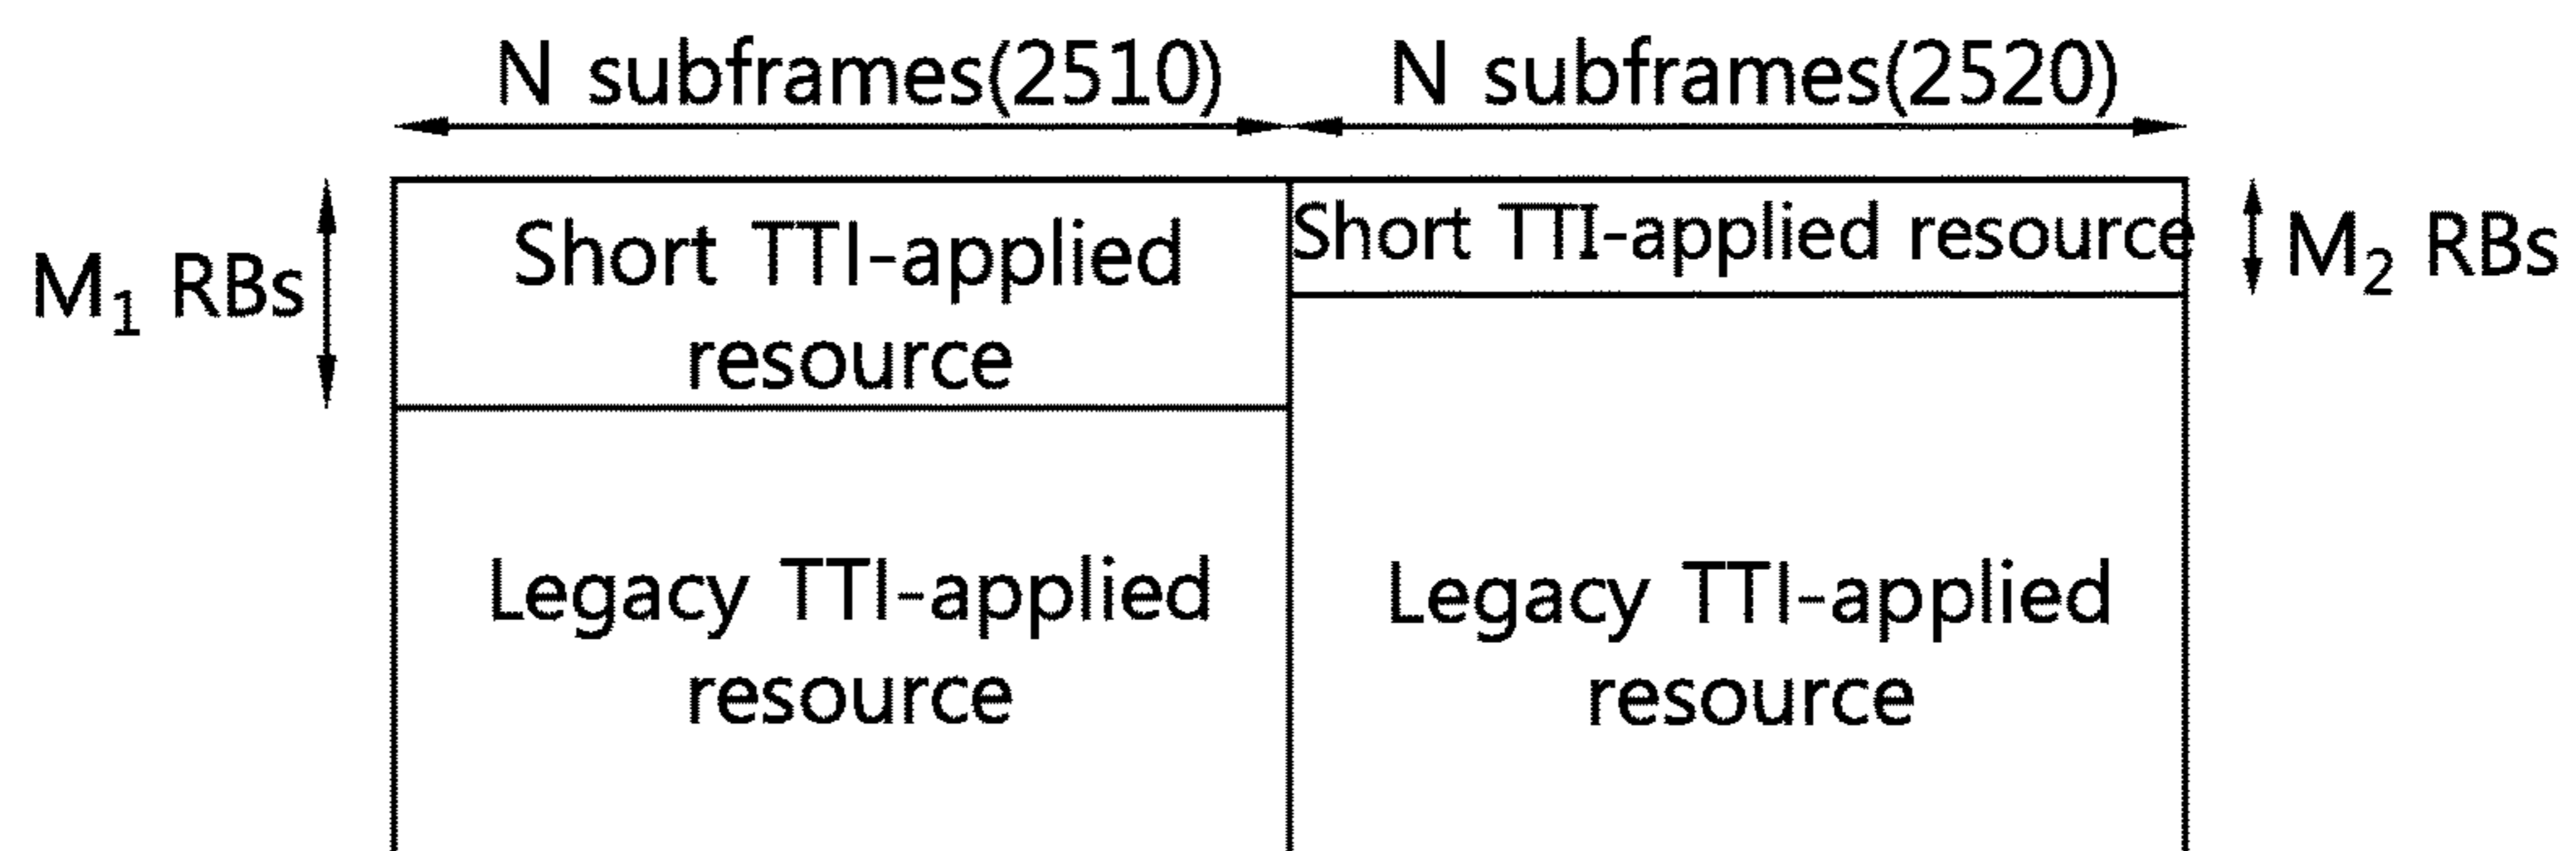 N subframes(2510) N subframes(2520)
M₁ RBs
Short TTI-applied
resource
Short TTI-applied resource
M₂ RBs
Legacy TTI-applied
resource
Legacy TTI-applied
resource